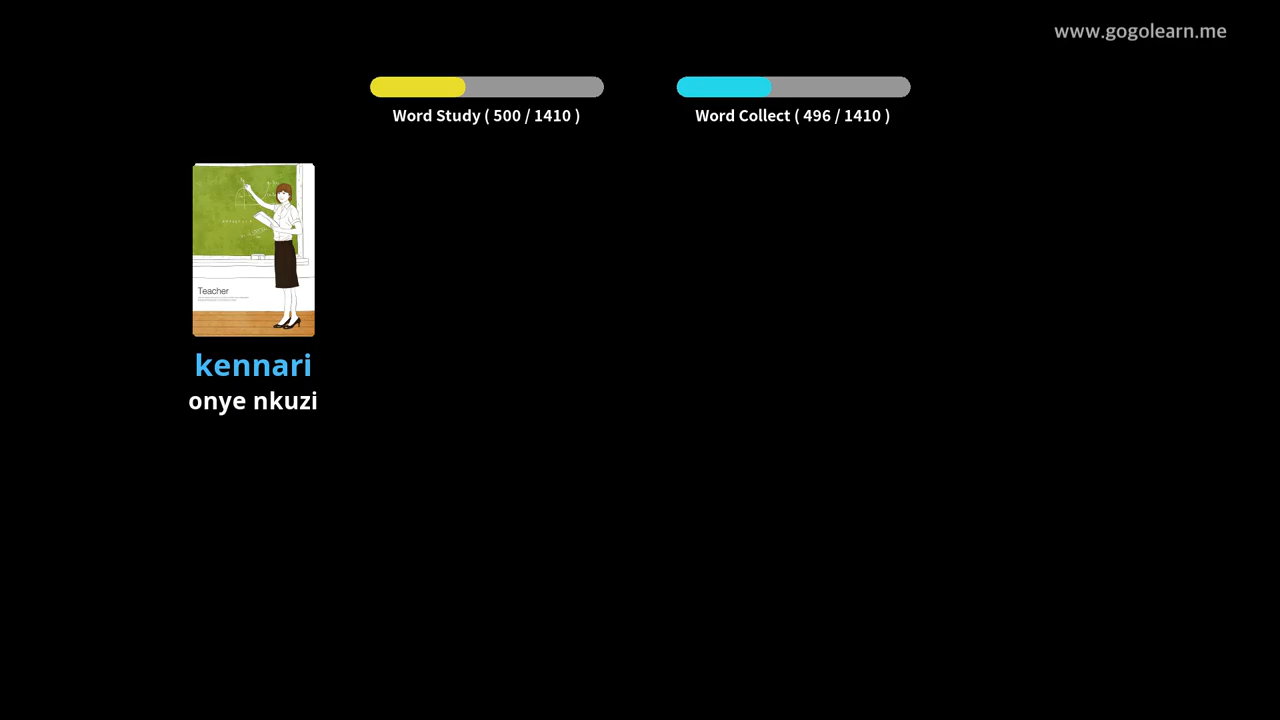 www.gogolearn.me
Word Study ( 500 / 1410 )
Word Collect ( 496 / 1410 )
Teacher
kennari
onye nkuzi